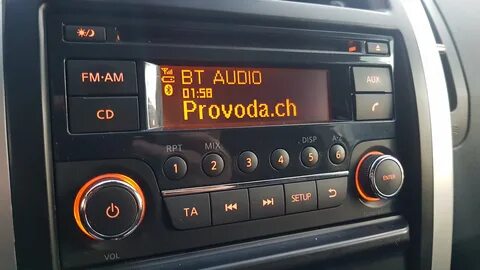 BT AUDIO
01:58
Provoda.ch
FM·AM
CD
AUX
RPT
MIX
DISP
A-Z
1
2
3
4
5
6
ENTER
TA
SETUP
VOL